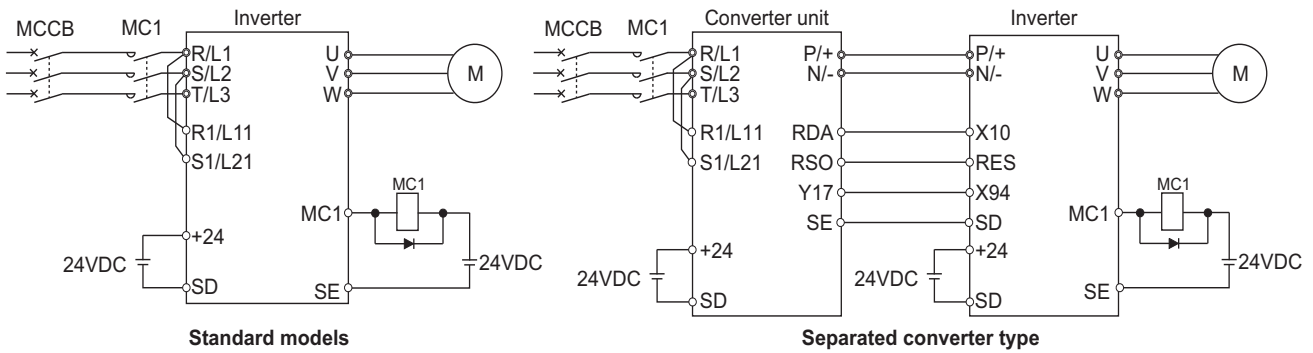 Inverter
MCCB MC1
R/L1 U
S/L2 V
T/L3 W
M
R1/L11
S1/L21
MC1
MC1
+24
24VDC
24VDC
SD
SE
Standard models
Converter unit Inverter
MCCB MC1
R/L1 P/+ P/+ U
S/L2 N/- N/- V
T/L3 W
M
R1/L11 RDA X10
S1/L21 RSO RES
Y17 X94
MC1
MC1
SE SD
+24 +24
24VDC 24VDC 24VDC
SD SD SE
Separated converter type